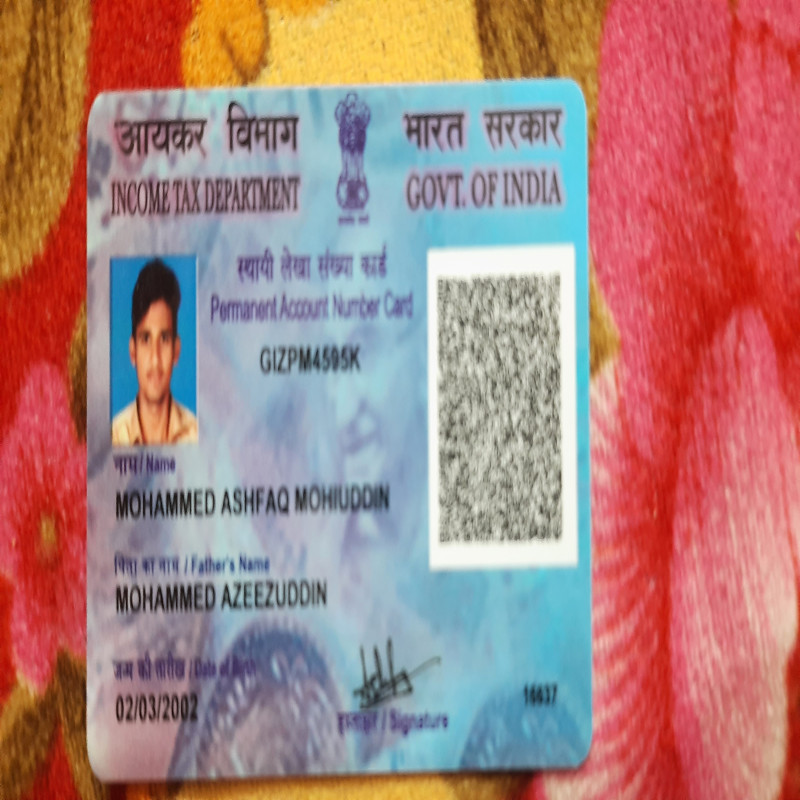 आयकर विभाग
भारत सरकार
INCOME TAX DEPARTMENT
GOVT. OF INDIA
स्थायी लेखा संख्या कार्ड
Permanent Account Number Card
GIZPM4595K
नाम / Name
MOHAMMED ASHFAQ MOHIUDDIN
पिता का नाम / Father's Name
MOHAMMED AZEEZUDDIN
जन्म की तारीख / Date of Birth
02/03/2002
हस्ताक्षर / Signature
16637